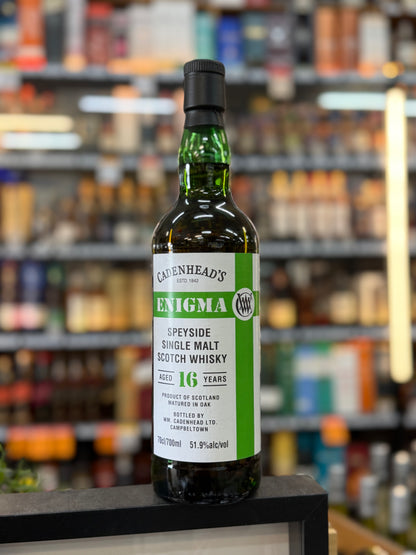 CADENHEAD'S
ESTD. 1842
ENIGMA
SPEYSIDE
SINGLE MALT
SCOTCH WHISKY
AGED 16 YEARS
PRODUCT OF SCOTLAND
MATURED IN OAK
BOTTLED BY
WM. CADENHEAD LTD.
CAMPBELTOWN
70cl/700ml 51.9%alc/vol